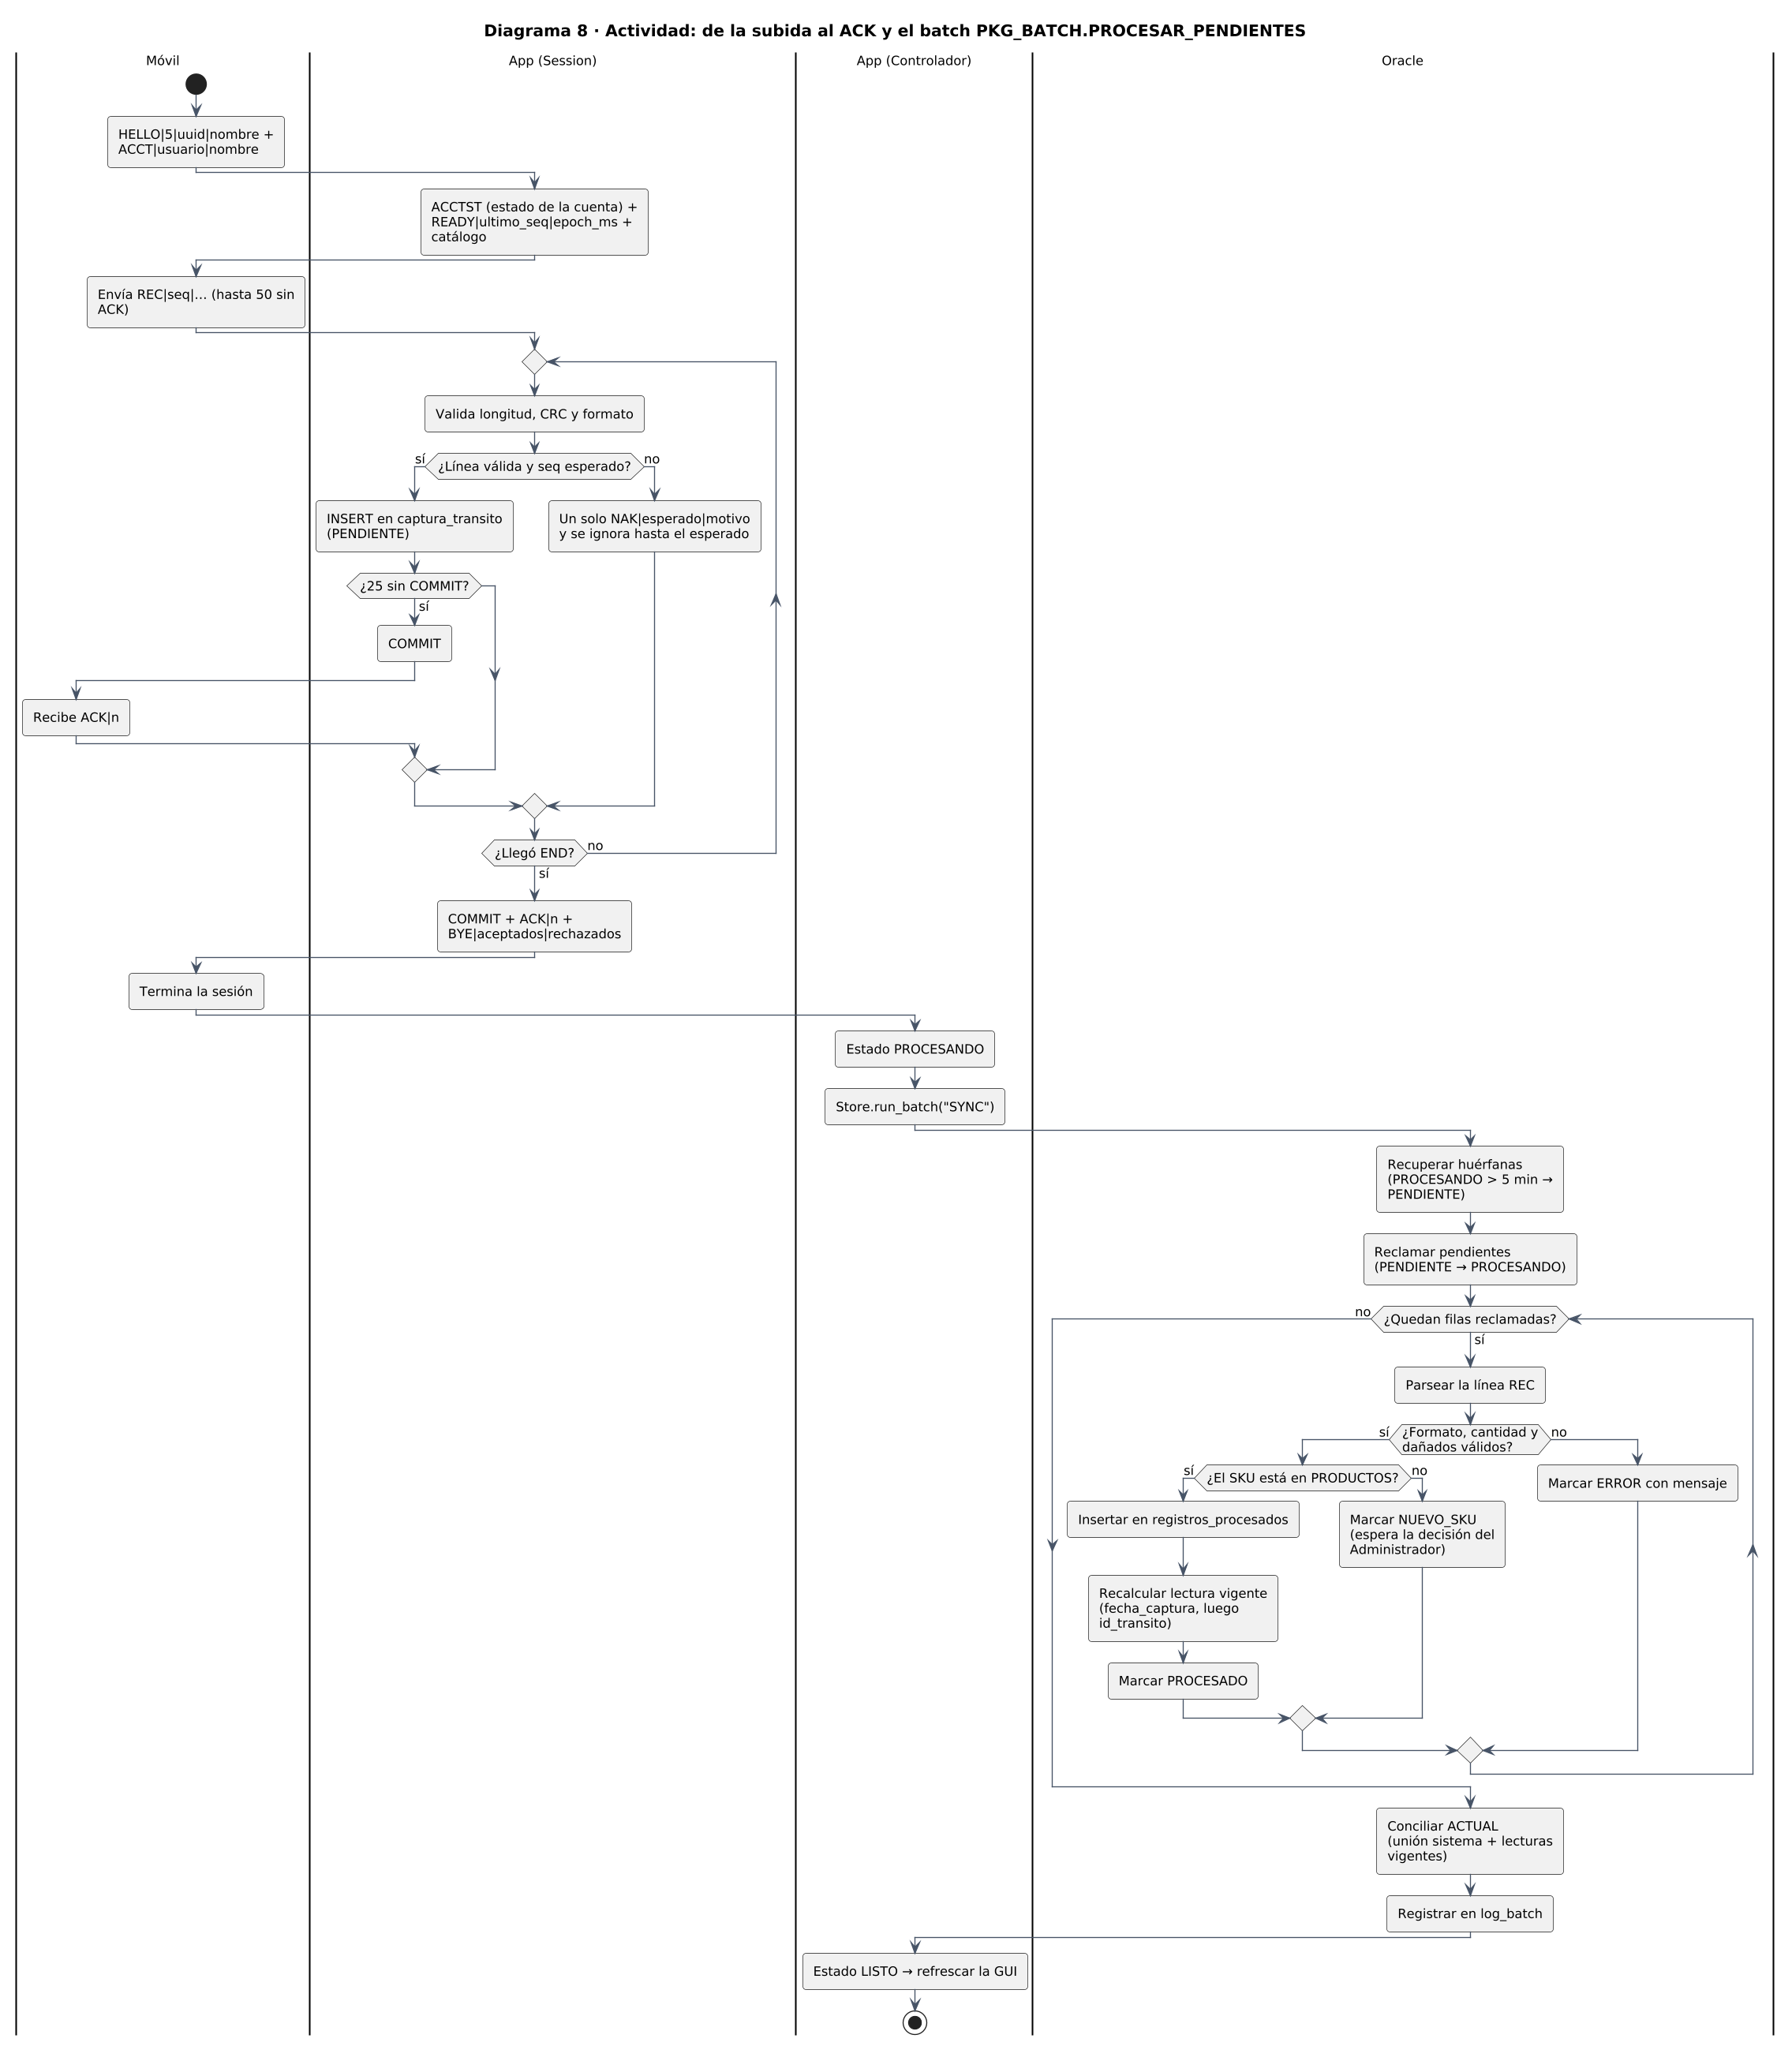 Diagrama 8 · Actividad: de la subida al ACK y el batch PKG_BATCH.PROCESAR_PENDIENTES
Móvil
App (Session)
App (Controlador)
Oracle
HELLO|5|uuid|nombre +
ACCT|usuario|nombre
ACCTST (estado de la cuenta) +
READY|ultimo_seq|epoch_ms +
catálogo
Envía REC|seq|... (hasta 50 sin
ACK)
Valida longitud, CRC y formato
¿Línea válida y seq esperado?
sí
no
INSERT en captura_transito
(PENDIENTE)
Un solo NAK|esperado|motivo
y se ignora hasta el esperado
¿25 sin COMMIT?
sí
COMMIT
Recibe ACK|n
¿Llegó END?
no
sí
COMMIT + ACK|n +
BYE|aceptados|rechazados
Termina la sesión
Estado PROCESANDO
Store.run_batch("SYNC")
Recuperar huérfanas
(PROCESANDO > 5 min →
PENDIENTE)
Reclamar pendientes
(PENDIENTE → PROCESANDO)
no
¿Quedan filas reclamadas?
sí
Parsear la línea REC
sí
¿Formato, cantidad y
dañados válidos?
no
sí
¿El SKU está en PRODUCTOS?
no
Marcar ERROR con mensaje
Insertar en registros_procesados
Marcar NUEVO_SKU
(espera la decisión del
Administrador)
Recalcular lectura vigente
(fecha_captura, luego
id_transito)
Marcar PROCESADO
Conciliar ACTUAL
(unión sistema + lecturas
vigentes)
Registrar en log_batch
Estado LISTO → refrescar la GUI